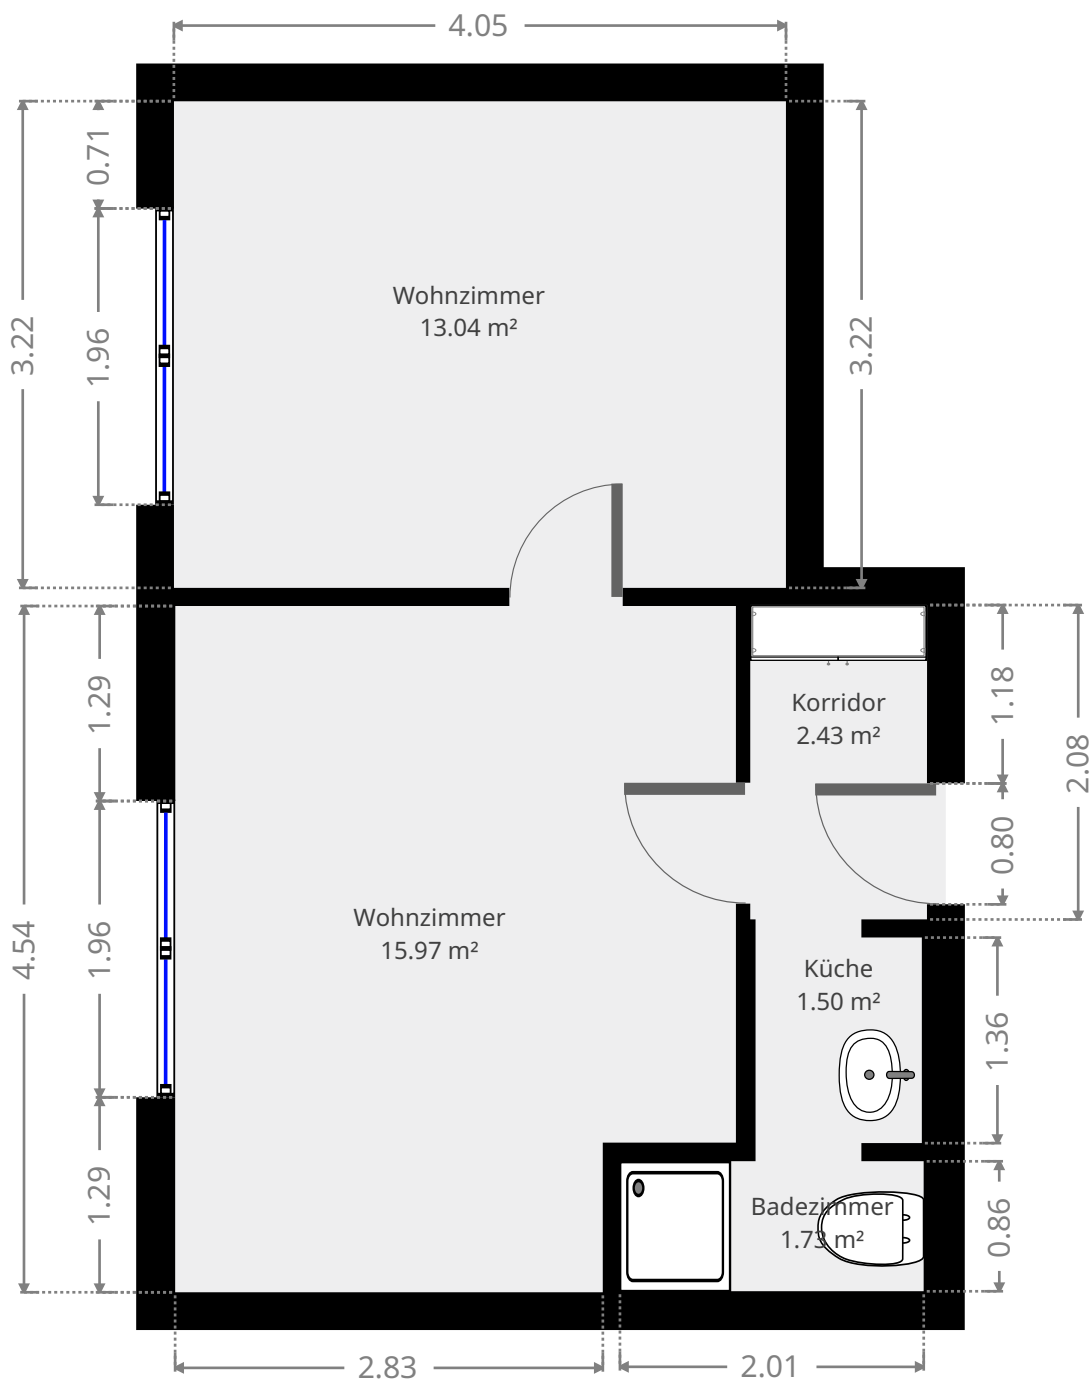 4.05
0.71
3.22
1.96
3.22
Wohnzimmer
13.04 m²
1.29
1.18
Korridor
2.43 m²
2.08
0.80
Wohnzimmer
15.97 m²
4.54
1.96
Küche
1.50 m²
1.36
1.29
Badezimmer
1.73 m²
0.86
2.83
2.01